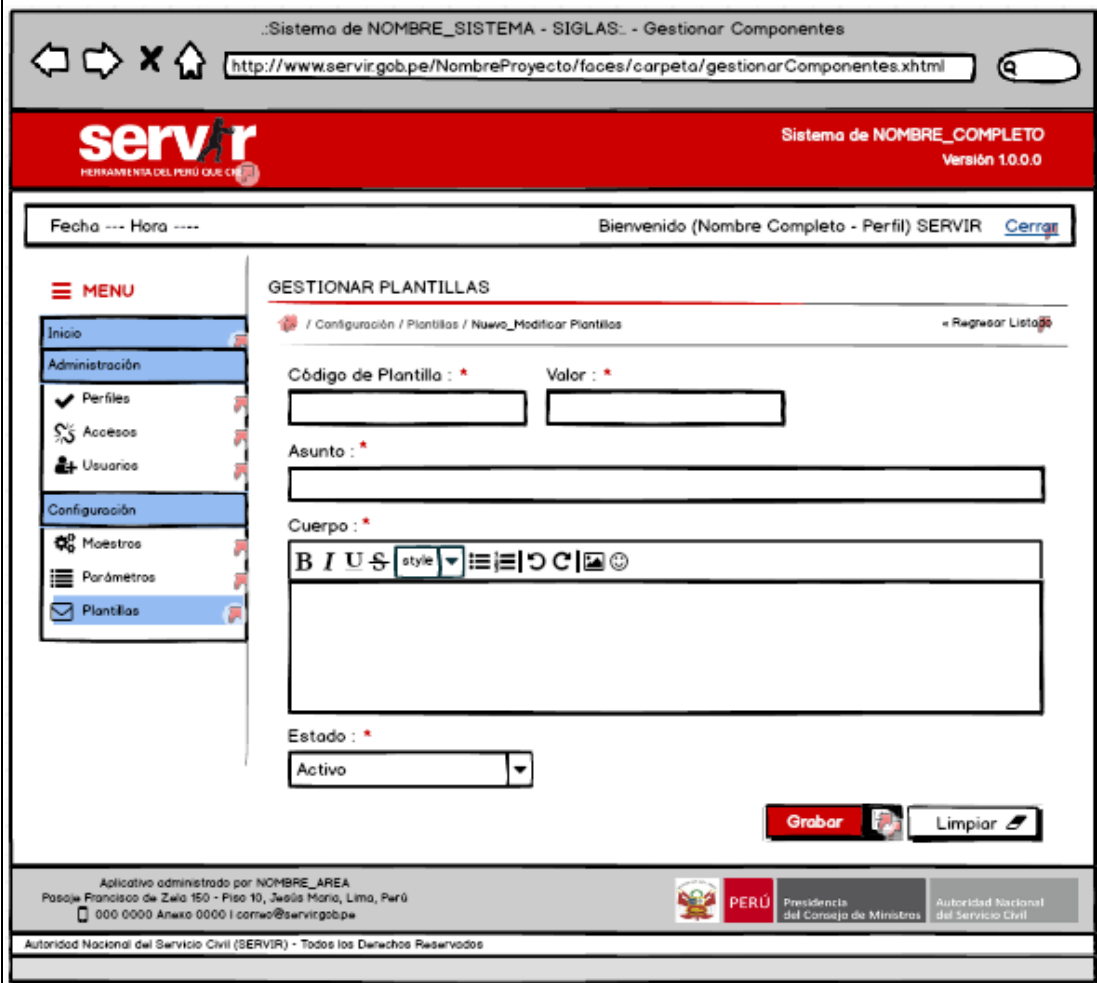 .:Sistema de NOMBRE_SISTEMA - SIGLAS:. - Gestionar Componentes
http://www.servir.gob.pe/NombreProyecto/faces/carpeta/gestionarComponentes.xhtml
servir
HERRAMIENTA DEL PERÚ QUE
Sistema de NOMBRE_COMPLETO
Versión 1.0.0.0
Fecha --- Hora ----
Bienvenido (Nombre Completo - Perfil) SERVIR
Cerrar
MENU
Inicio
Administración
Perfiles
Accesos
Usuarios
Configuración
Maestros
Parámetros
Plantillas
GESTIONAR PLANTILLAS
/ Configuración / Plantillas / Nuevo_Modificar Plantillas
« Regresar Listado
Código de Plantilla : *
Valor : *
Asunto : *
Cuerpo : *
B I U S style
Estado : *
Activo
Grabar
Limpiar
Aplicativo administrado por NOMBRE_AREA
Pasaje Francisco de Zela 150 - Piso 10, Jesús María, Lima, Perú
000 0000 Anexo 0000 | correo@servir.gob.pe
PERÚ
Presidencia
del Consejo de Ministros
Autoridad Nacional
del Servicio Civil
Autoridad Nacional del Servicio Civil (SERVIR) - Todos los Derechos Reservados